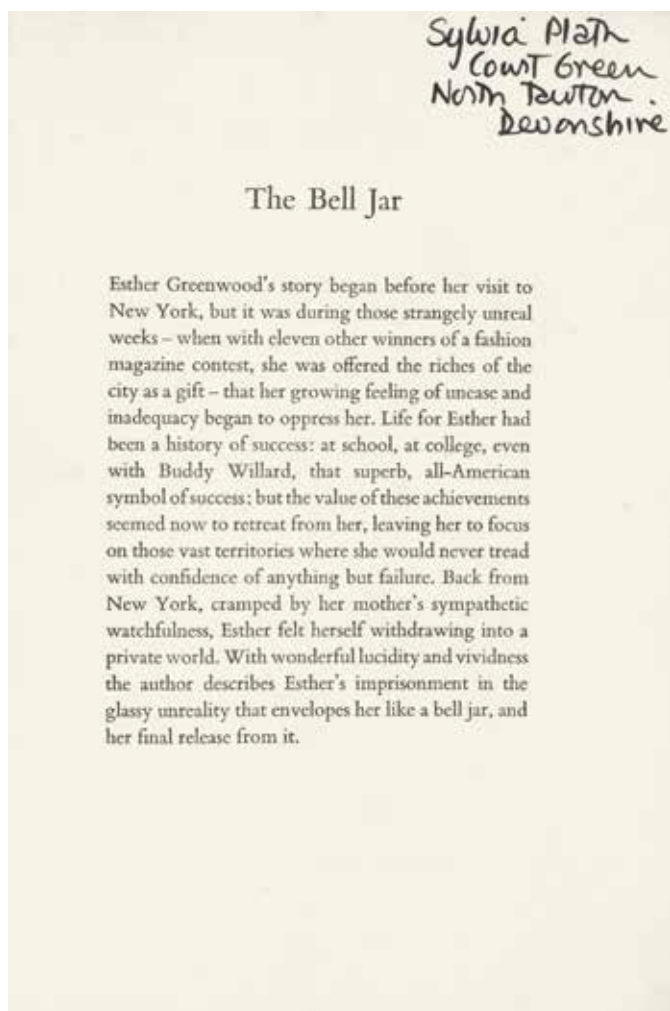 Sylvia Plath
Court Green
North Tawton.
Devonshire
The Bell Jar
Esther Greenwood's story began before her visit to
New York, but it was during those strangely unreal
weeks – when with eleven other winners of a fashion
magazine contest, she was offered the riches of the
city as a gift – that her growing feeling of unease and
inadequacy began to oppress her. Life for Esther had
been a history of success: at school, at college, even
with Buddy Willard, that superb, all-American
symbol of success: but the value of these achievements
seemed now to retreat from her, leaving her to focus
on those vast territories where she would never tread
with confidence of anything but failure. Back from
New York, cramped by her mother's sympathetic
watchfulness, Esther felt herself withdrawing into a
private world. With wonderful lucidity and vividness
the author describes Esther's imprisonment in the
glassy unreality that envelopes her like a bell jar, and
her final release from it.